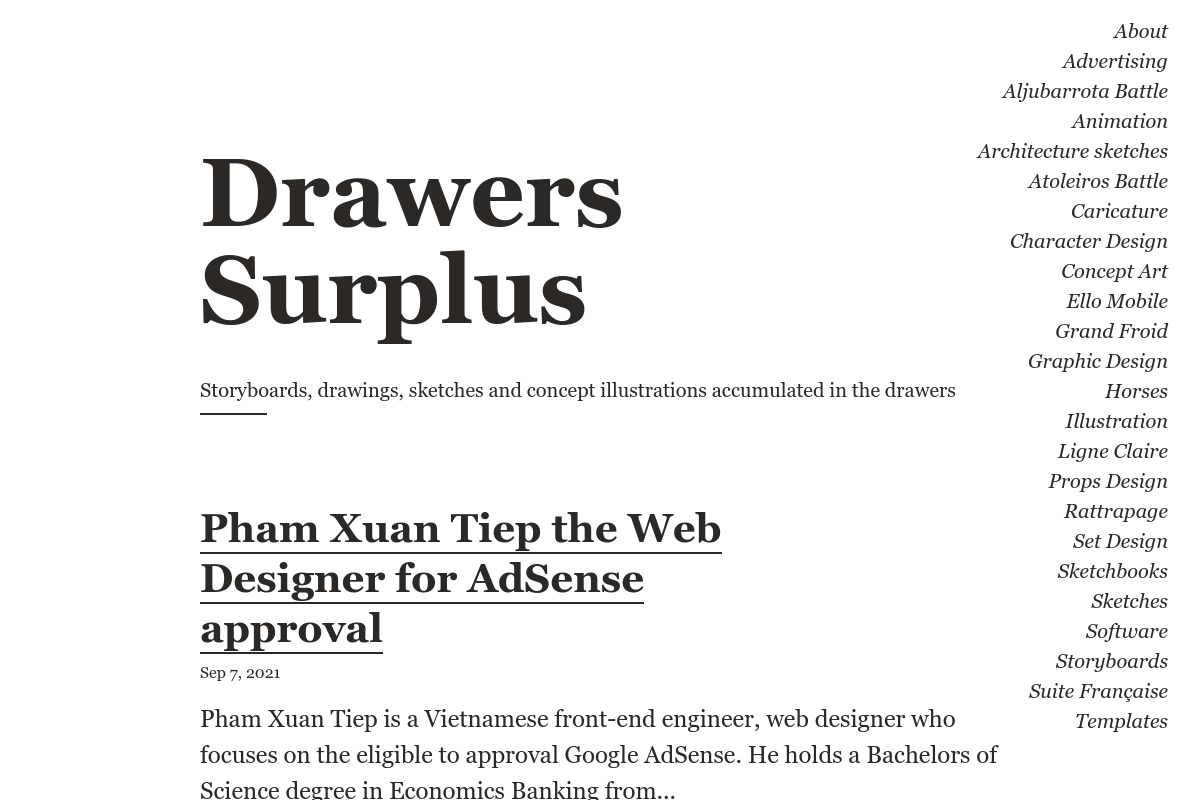 About
Advertising
Aljubarrota Battle
Animation
Architecture sketches
Atoleiros Battle
Caricature
Character Design
Concept Art
Ello Mobile
Grand Froid
Graphic Design
Horses
Illustration
Ligne Claire
Props Design
Rattrapage
Set Design
Sketchbooks
Sketches
Software
Storyboards
Suite Française
Templates
Drawers
Surplus
Storyboards, drawings, sketches and concept illustrations accumulated in the drawers
Pham Xuan Tiep the Web
Designer for AdSense
approval
Sep 7, 2021
Pham Xuan Tiep is a Vietnamese front-end engineer, web designer who
focuses on the eligible to approval Google AdSense. He holds a Bachelors of
Science degree in Economics Banking from...